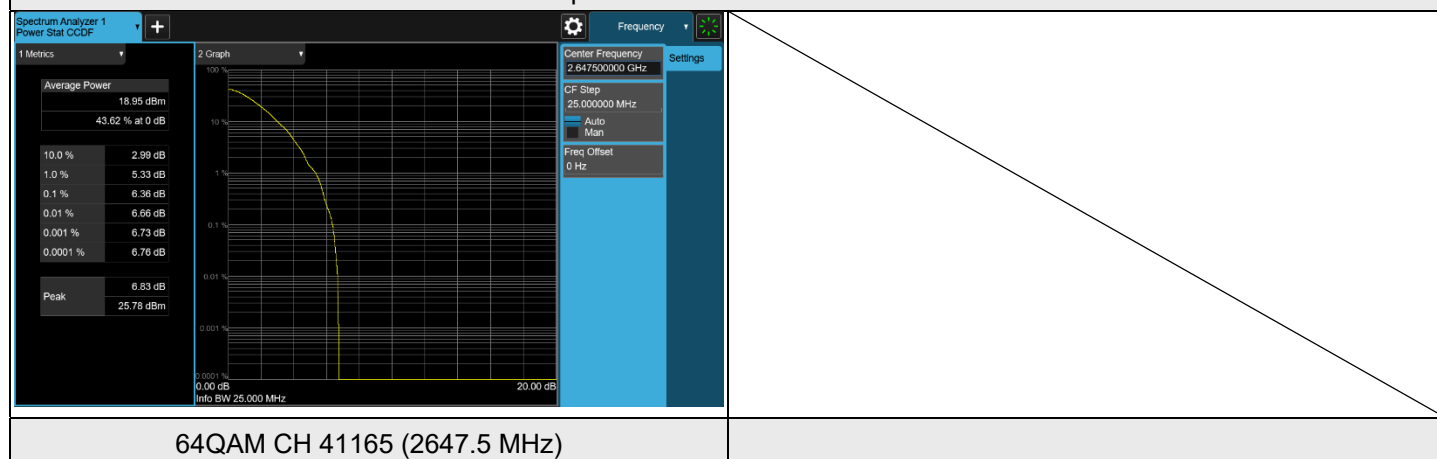 Spectrum Analyzer 1
Power Stat CCDF
+
Frequency
1 Metrics
2 Graph
Center Frequency
2.647500000 GHz
Settings
CF Step
25.000000 MHz
Auto
Man
Freq Offset
0 Hz
Average Power
18.95 dBm
43.62 % at 0 dB
10.0 % 2.99 dB
1.0 % 5.33 dB
0.1 % 6.36 dB
0.01 % 6.66 dB
0.001 % 6.73 dB
0.0001 % 6.76 dB
Peak 6.83 dB
25.78 dBm
100 %
10 %
1 %
0.1 %
0.01 %
0.001 %
0.0001 %
0.00 dB 20.00 dB
Info BW 25.000 MHz
64QAM CH 41165 (2647.5 MHz)